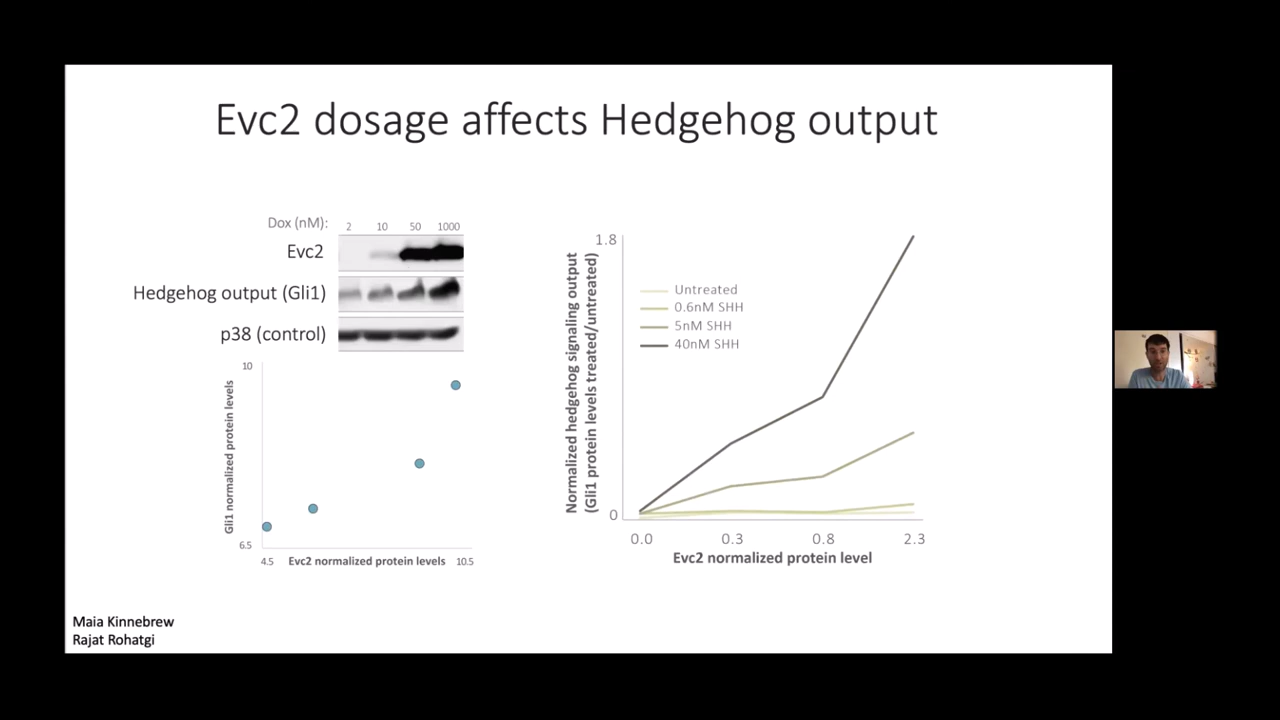 Evc2 dosage affects Hedgehog output
Dox (nM): 2 10 50 1000
Evc2
Hedgehog output (Gli1)
p38 (control)
10
Gli1 normalized protein levels
6.5
4.5 Evc2 normalized protein levels 10.5
Normalized hedgehog signaling output
(Gli1 protein levels treated/untreated)
1.8
Untreated
0.6nM SHH
5nM SHH
40nM SHH
0
0.0 0.3 0.8 2.3
Evc2 normalized protein level
Maia Kinnebrew
Rajat Rohatgi